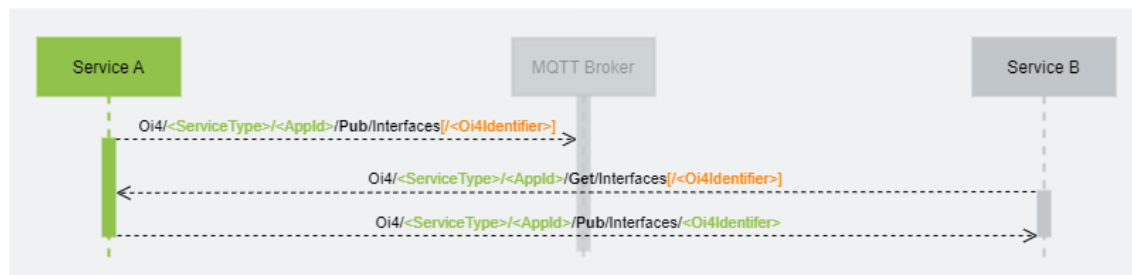 Service A
MQTT Broker
Service B
Oi4/<ServiceType>/<AppId>/Pub/Interfaces[/<Oi4Identifier>]
Oi4/<ServiceType>/<AppId>/Get/Interfaces[/<Oi4Identifier>]
Oi4/<ServiceType>/<AppId>/Pub/Interfaces/<Oi4Identifer>